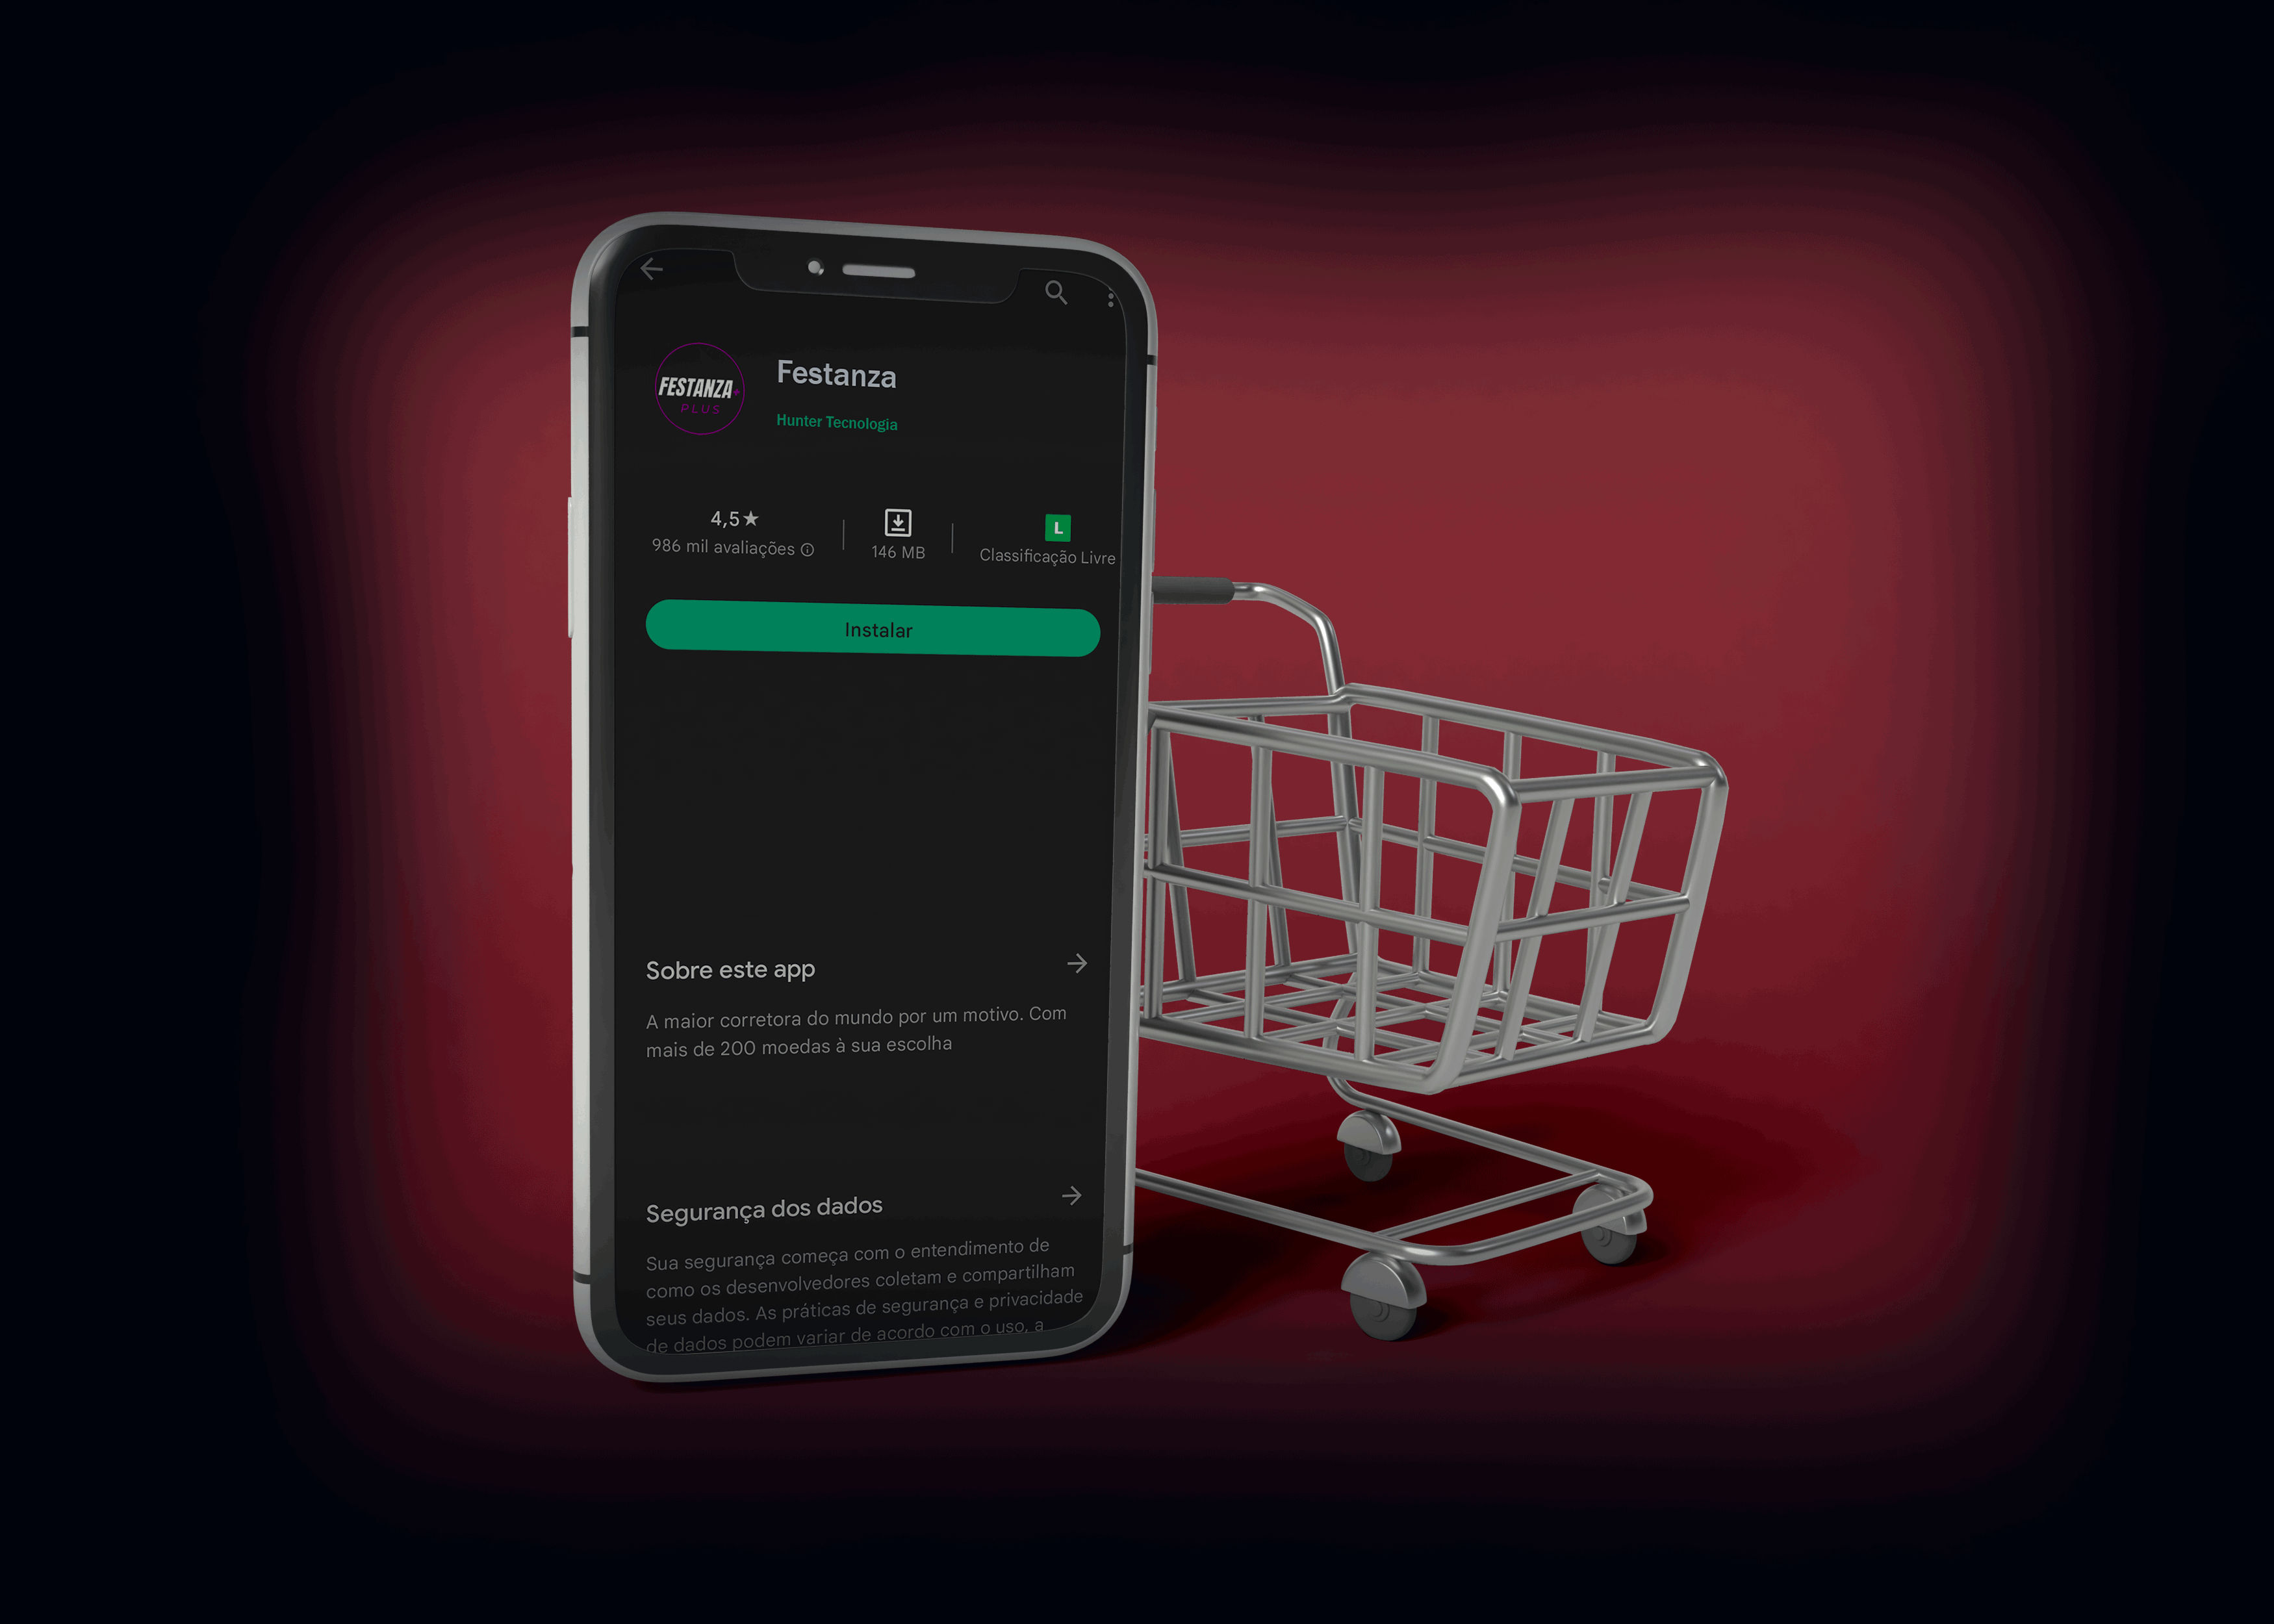 FESTANZA+
PLUS
Festanza
Hunter Tecnologia
4,5★
986 mil avaliações
146 MB
L
Classificação Livre
Instalar
Sobre este app
A maior corretora do mundo por um motivo. Com
mais de 200 moedas à sua escolha
Segurança dos dados
Sua segurança começa com o entendimento de
como os desenvolvedores coletam e compartilham
seus dados. As práticas de segurança e privacidade
de dados podem variar de acordo com o uso, a